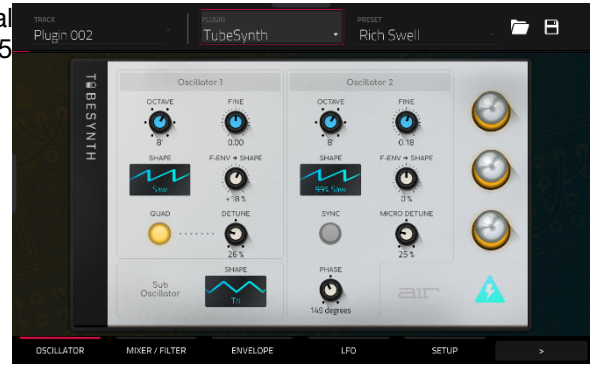 al
5
TRACK
Plugin 002
PLUGIN
TubeSynth
PRESET
Rich Swell
TUBESYNTH
Oscillator 1
Oscillator 2
OCTAVE
FINE
OCTAVE
FINE
8'
0.00
8'
0.18
SHAPE
F-ENV → SHAPE
SHAPE
F-ENV → SHAPE
Saw
+18 %
99% Saw
0 %
QUAD
DETUNE
SYNC
MICRO DETUNE
26 %
25 %
Sub
Oscillator
SHAPE
Tri
PHASE
149 degrees
air
OSCILLATOR
MIXER / FILTER
ENVELOPE
LFO
SETUP
>